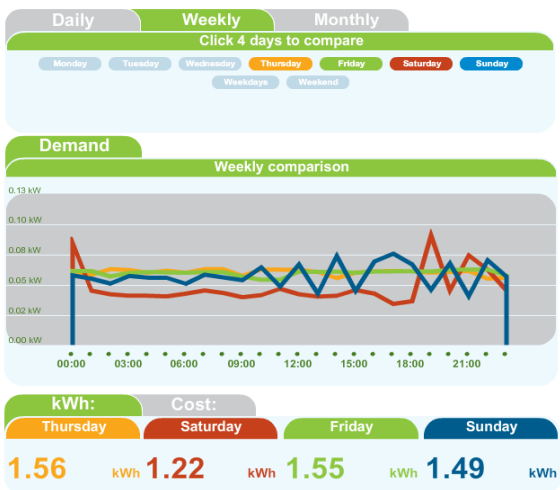 Daily Weekly Monthly
Click 4 days to compare
Monday Tuesday Wednesday Thursday Friday Saturday Sunday
Weekdays Weekend
Demand
Weekly comparison
0.13 kW
0.10 kW
0.08 kW
0.05 kW
0.02 kW
0.00 kW
00:00 03:00 06:00 09:00 12:00 15:00 18:00 21:00
kWh: Cost:
Thursday Saturday Friday Sunday
1.56 kWh 1.22 kWh 1.55 kWh 1.49 kWh